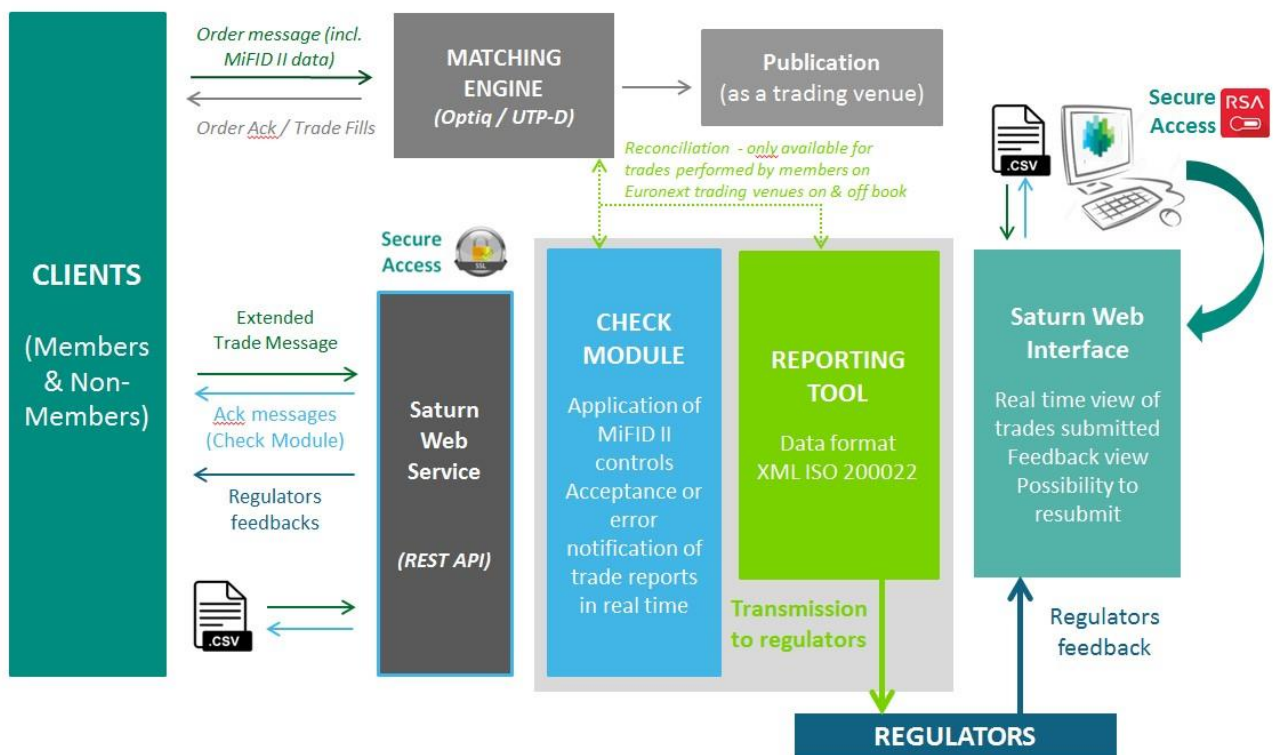 Order message (incl.
MiFID II data)
Order Ack / Trade Fills
MATCHING
ENGINE
(Optiq / UTP-D)
Publication
(as a trading venue)
Secure
Access
RSA
.CSV
Reconciliation - only available for
trades performed by members on
Euronext trading venues on & off book
CLIENTS
(Members
& Non-
Members)
Secure
Access
SSL
Extended
Trade Message
Ack messages
(Check Module)
Regulators
feedbacks
.CSV
Saturn
Web
Service
(REST API)
CHECK
MODULE
Application of
MiFID II
controls
Acceptance or
error
notification of
trade reports
in real time
REPORTING
TOOL
Data format
XML ISO 200022
Transmission
to regulators
Saturn Web
Interface
Real time view of
trades submitted
Feedback view
Possibility to
resubmit
Regulators
feedback
REGULATORS